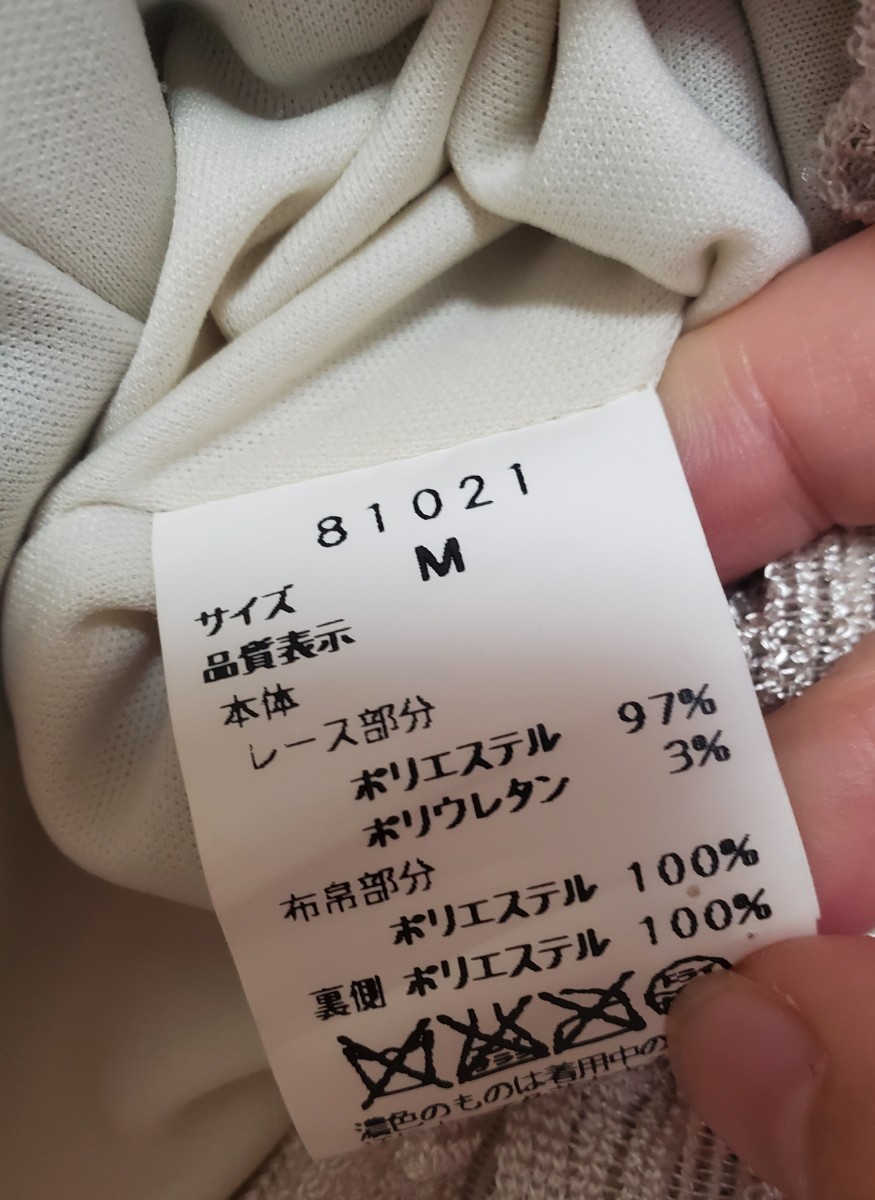 81021
サイズ M
品質表示
本体
レース部分
ポリエステル 97%
ポリウレタン 3%
布帛部分
ポリエステル 100%
裏側 ポリエステル 100%
濃色のものは着用中の